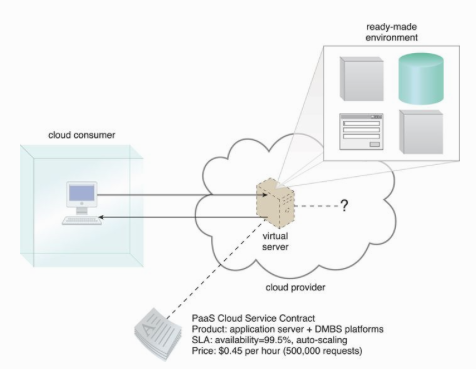 ready-made
environment
cloud consumer
?
virtual
server
cloud provider
A
PaaS Cloud Service Contract
Product: application server + DMBS platforms
SLA: availability=99.5%, auto-scaling
Price: $0.45 per hour (500,000 requests)